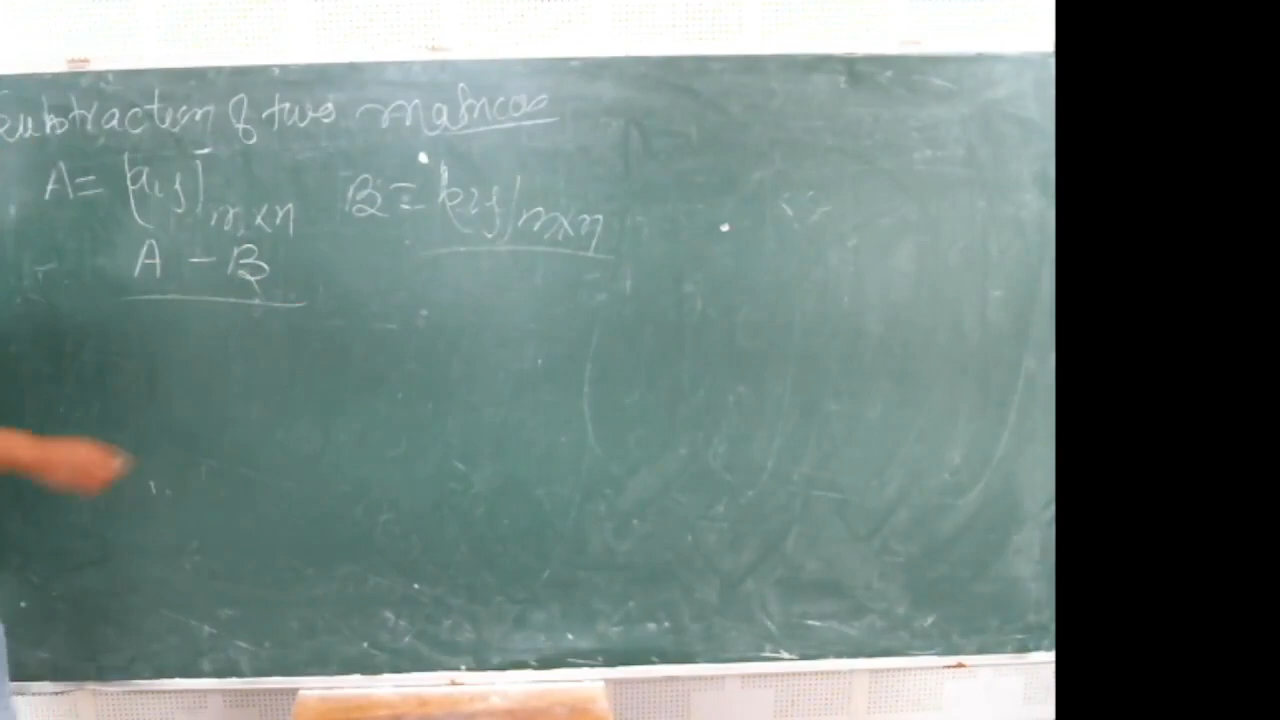 Subtraction of two matrices
A = [aij]m×n B = [bij]m×n
A - B